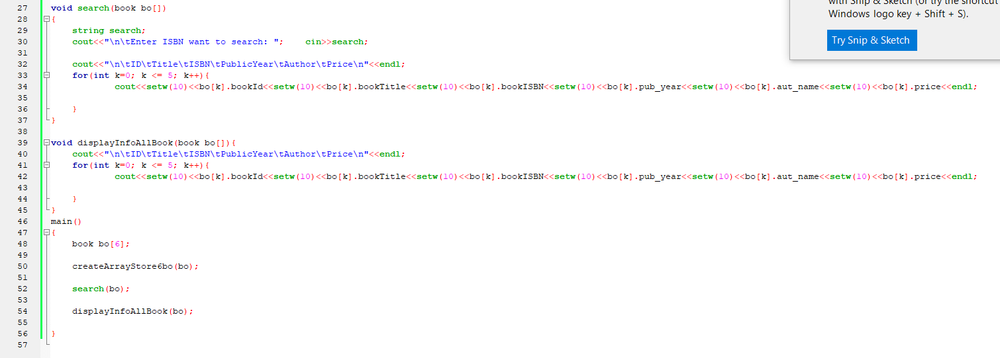 with Snip & Sketch (or try the shortcut
Windows logo key + Shift + S).
Try Snip & Sketch
27 void search(book bo[])
28 {
29 string search;
30 cout<<"\n\tEnter ISBN want to search: "; cin>>search;
31
32 cout<<"\n\tID\tTitle\tISBN\tPublicYear\tAuthor\tPrice\n"<<endl;
33 for(int k=0; k <= 5; k++){
34 cout<<setw(10)<<bo[k].bookId<<setw(10)<<bo[k].bookTitle<<setw(10)<<bo[k].bookISBN<<setw(10)<<bo[k].pub_year<<setw(10)<<bo[k].aut_name<<setw(10)<<bo[k].price<<endl;
35
36 }
37 }
38
39 void displayInfoAllBook(book bo[]){
40 cout<<"\n\tID\tTitle\tISBN\tPublicYear\tAuthor\tPrice\n"<<endl;
41 for(int k=0; k <= 5; k++){
42 cout<<setw(10)<<bo[k].bookId<<setw(10)<<bo[k].bookTitle<<setw(10)<<bo[k].bookISBN<<setw(10)<<bo[k].pub_year<<setw(10)<<bo[k].aut_name<<setw(10)<<bo[k].price<<endl;
43
44 }
45 }
46 main()
47 {
48 book bo[6];
49
50 createArrayStore6bo(bo);
51
52 search(bo);
53
54 displayInfoAllBook(bo);
55
56 }
57